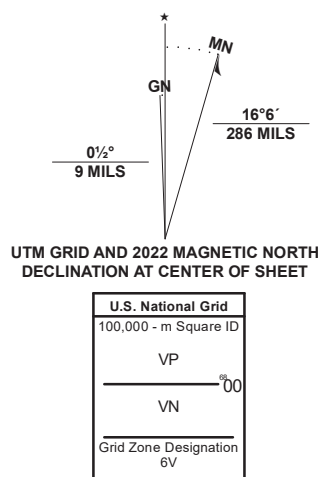 ★
MN
GN
16°6´
286 MILS
0½°
9 MILS
UTM GRID AND 2022 MAGNETIC NORTH
DECLINATION AT CENTER OF SHEET
U.S. National Grid
100,000 - m Square ID
VP
⁶⁸00
VN
Grid Zone Designation
6V